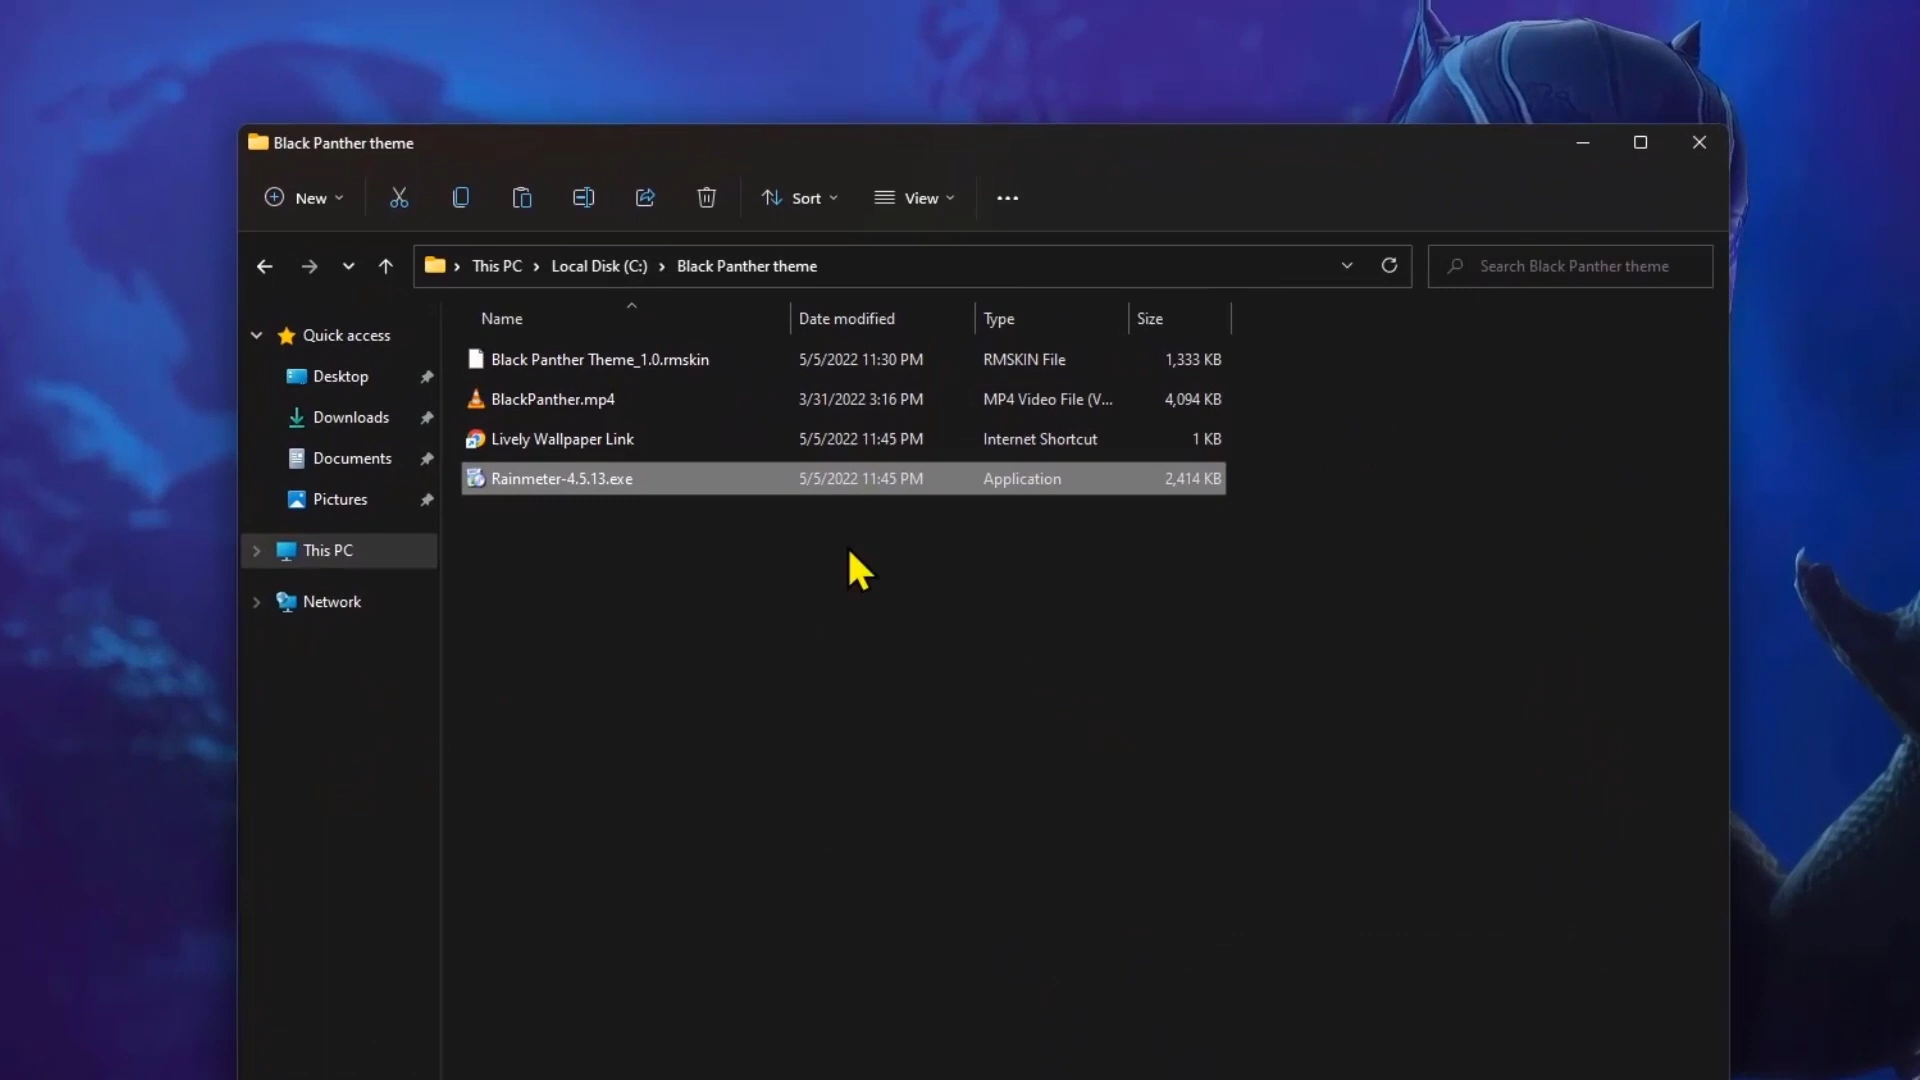 Black Panther theme
New
Sort
View
This PC
Local Disk (C:)
Black Panther theme
Search Black Panther theme
Name
Date modified
Type
Size
Quick access
Desktop
Downloads
Documents
Pictures
This PC
Network
Black Panther Theme_1.0.rmskin 5/5/2022 11:30 PM RMSKIN File 1,333 KB
BlackPanther.mp4 3/31/2022 3:16 PM MP4 Video File (V... 4,094 KB
Lively Wallpaper Link 5/5/2022 11:45 PM Internet Shortcut 1 KB
Rainmeter-4.5.13.exe 5/5/2022 11:45 PM Application 2,414 KB